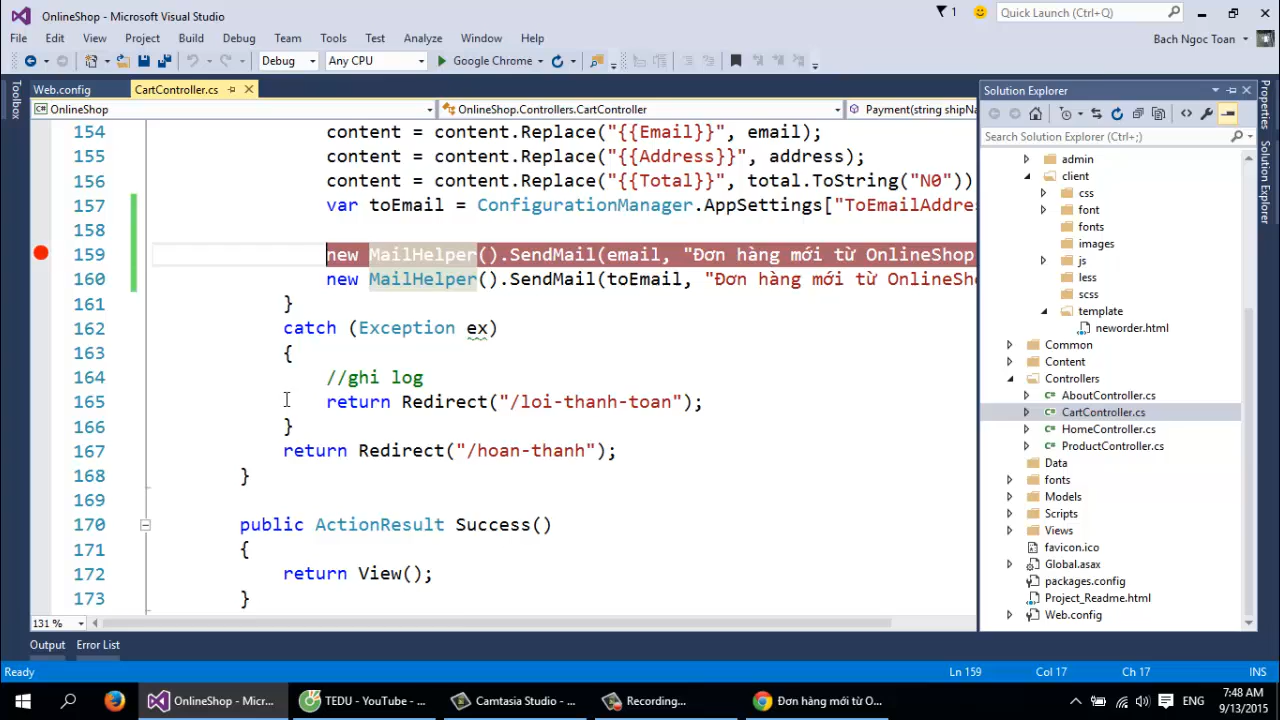 OnlineShop - Microsoft Visual Studio
1
Quick Launch (Ctrl+Q)
File Edit View Project Build Debug Team Tools Test Analyze Window Help
Bach Ngoc Toan
Debug
Any CPU
Google Chrome
Toolbox
Web.config
CartController.cs
OnlineShop
OnlineShop.Controllers.CartController
Payment(string shipNa
154 content = content.Replace("{{Email}}", email);
155 content = content.Replace("{{Address}}", address);
156 content = content.Replace("{{Total}}", total.ToString("N0"))
157 var toEmail = ConfigurationManager.AppSettings["ToEmailAddre
158
159 new MailHelper().SendMail(email, "Đơn hàng mới từ OnlineShop
160 new MailHelper().SendMail(toEmail, "Đơn hàng mới từ OnlineSho
161 }
162 catch (Exception ex)
163 {
164 //ghi log
165 return Redirect("/loi-thanh-toan");
166 }
167 return Redirect("/hoan-thanh");
168 }
169
170 public ActionResult Success()
171 {
172 return View();
173 }
131 %
Solution Explorer
Search Solution Explorer (Ctrl+;)
admin
client
css
font
fonts
images
js
less
scss
template
neworder.html
Common
Content
Controllers
AboutController.cs
CartController.cs
HomeController.cs
ProductController.cs
Data
fonts
Models
Scripts
Views
favicon.ico
Global.asax
packages.config
Project_Readme.html
Web.config
Properties
Team Explorer
Output Error List
Ready
Ln 159 Col 17 Ch 17 INS
OnlineShop - Micr...
TEDU - YouTube - ...
Camtasia Studio - ...
Recording...
Đơn hàng mới từ O...
ENG
7:48 AM
9/13/2015